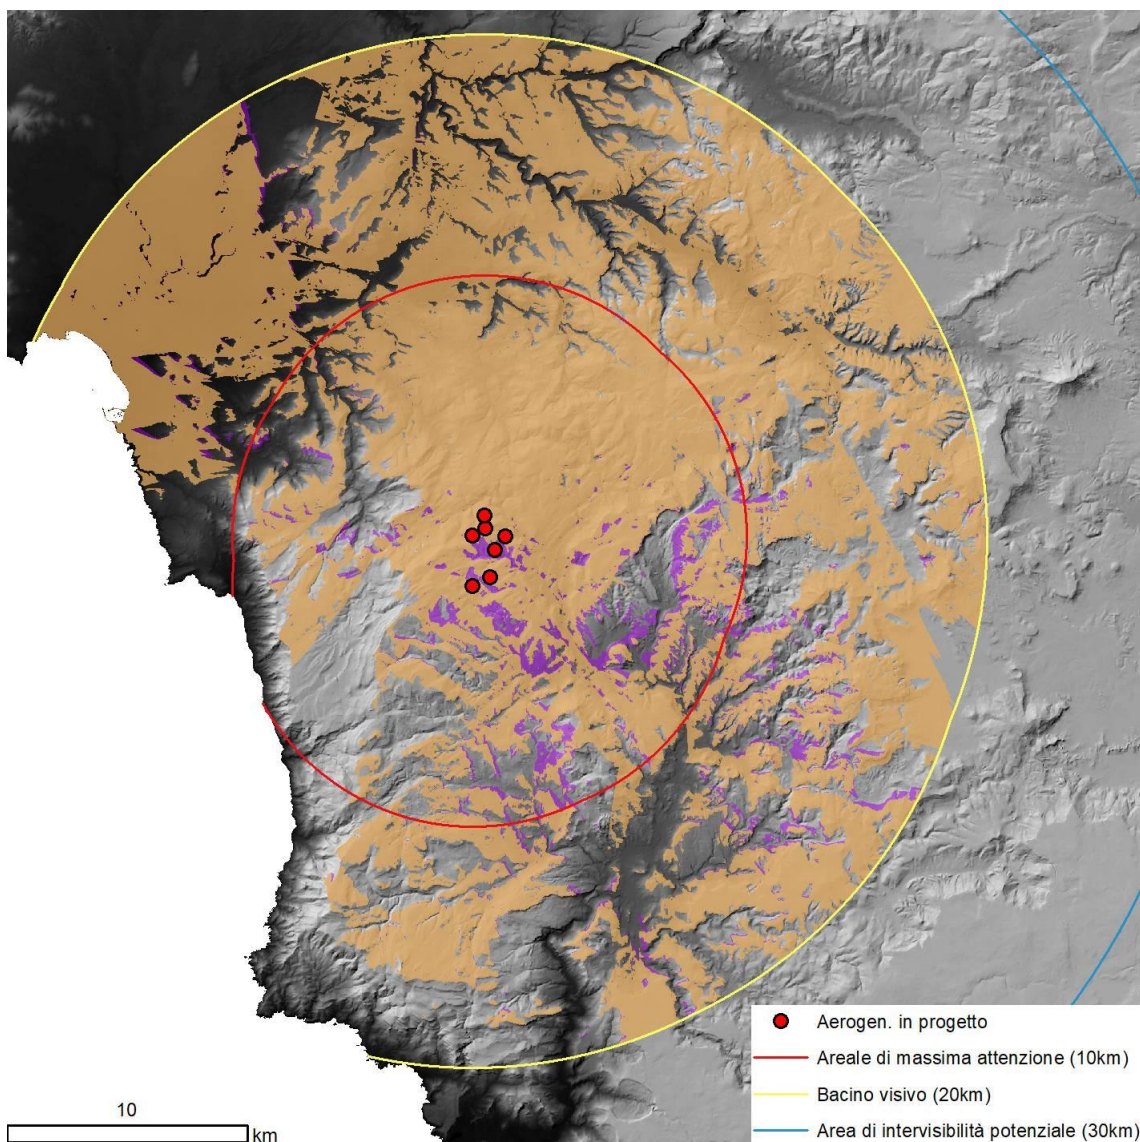 Aerogen. in progetto
Areale di massima attenzione (10km)
Bacino visivo (20km)
Area di intervisibilità potenziale (30km)
10
km